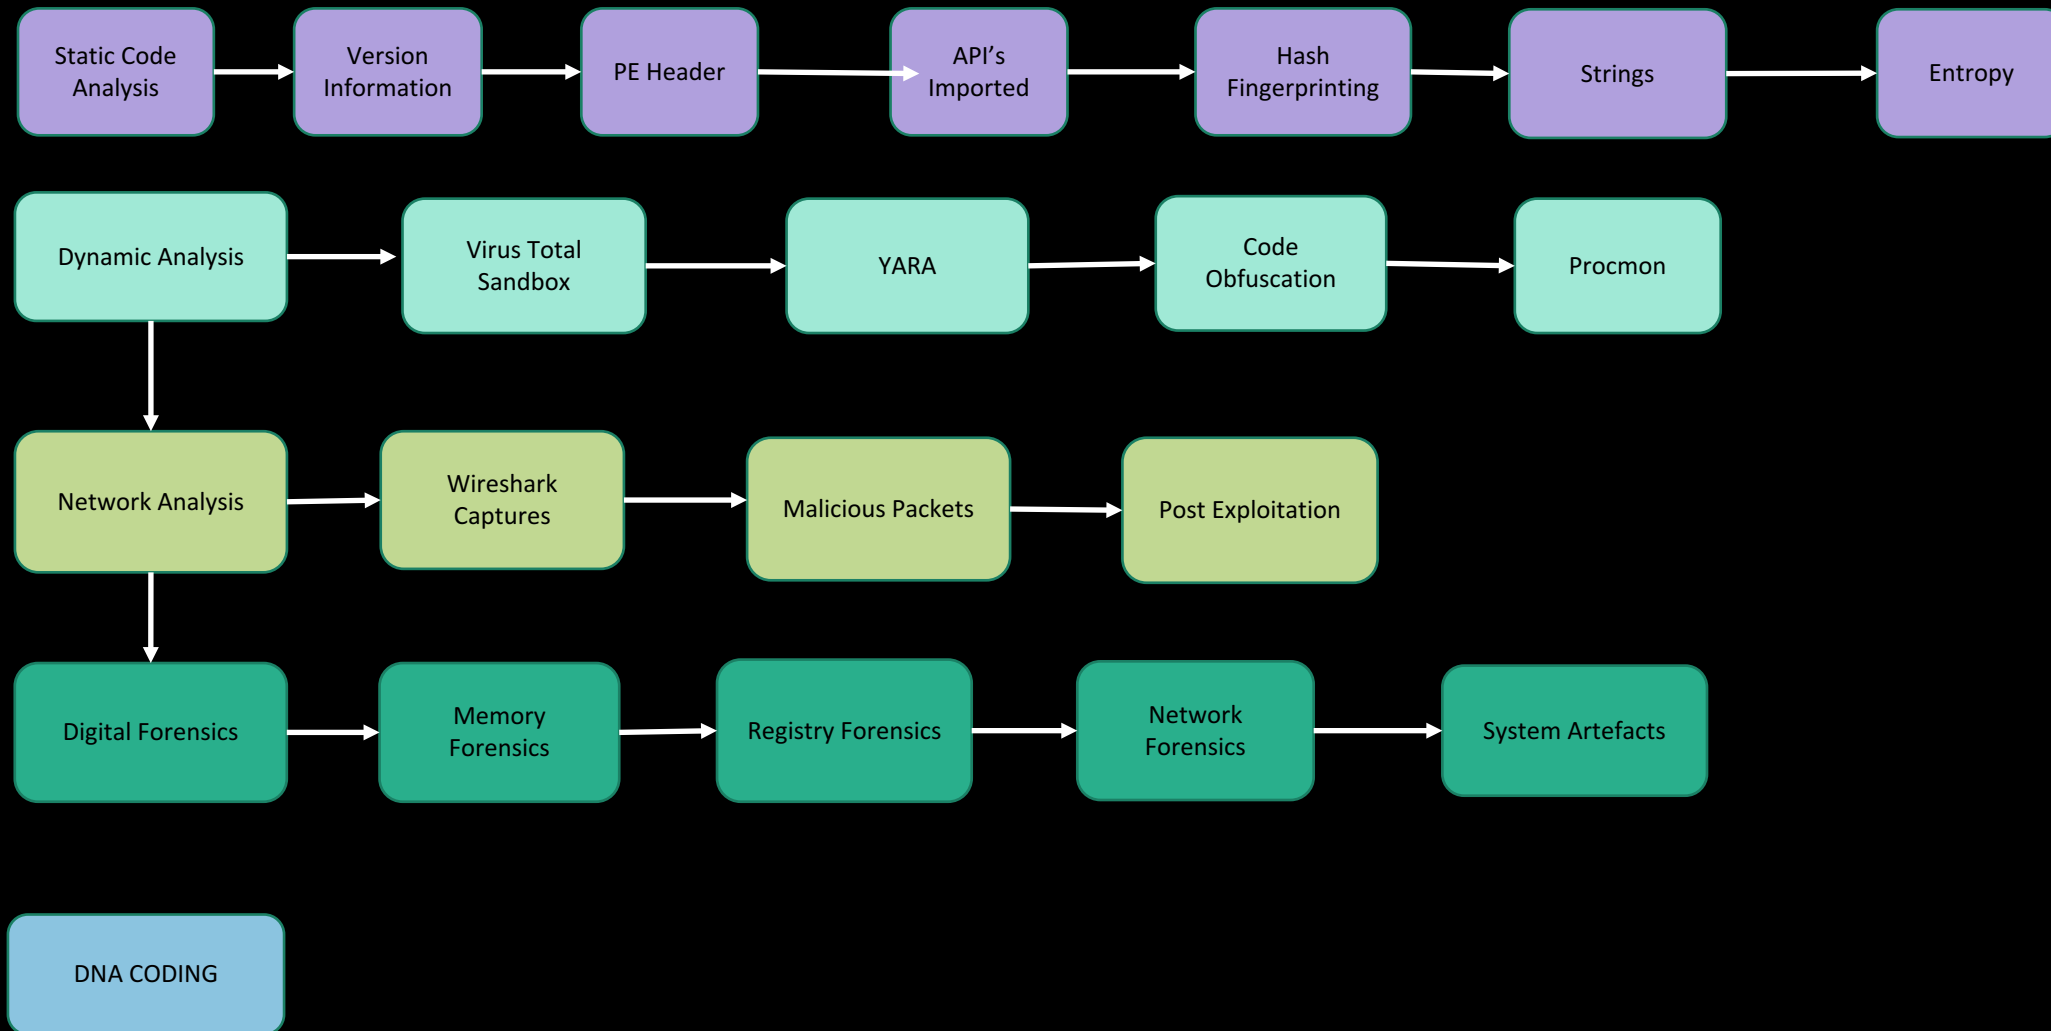 Static Code
Analysis
Version
Information
PE Header
API’s
Imported
Hash
Fingerprinting
Strings
Entropy
Dynamic Analysis
Virus Total
Sandbox
YARA
Code
Obfuscation
Procmon
Network Analysis
Wireshark
Captures
Malicious Packets
Post Exploitation
Digital Forensics
Memory
Forensics
Registry Forensics
Network
Forensics
System Artefacts
DNA CODING